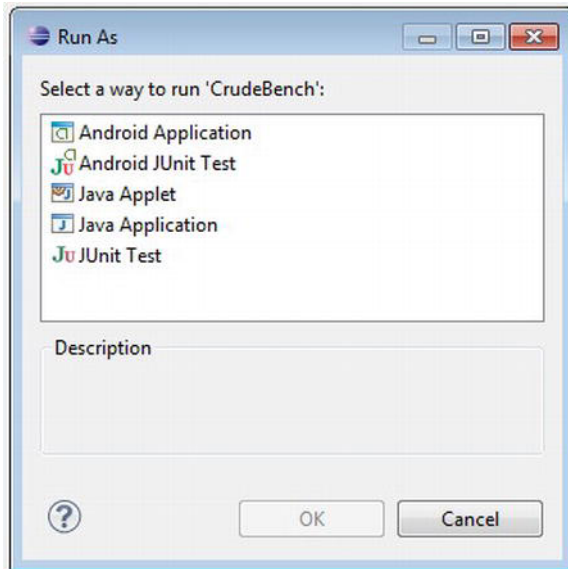 Run As
Select a way to run 'CrudeBench':
Android Application
Android JUnit Test
Java Applet
Java Application
JUnit Test
Description
OK
Cancel